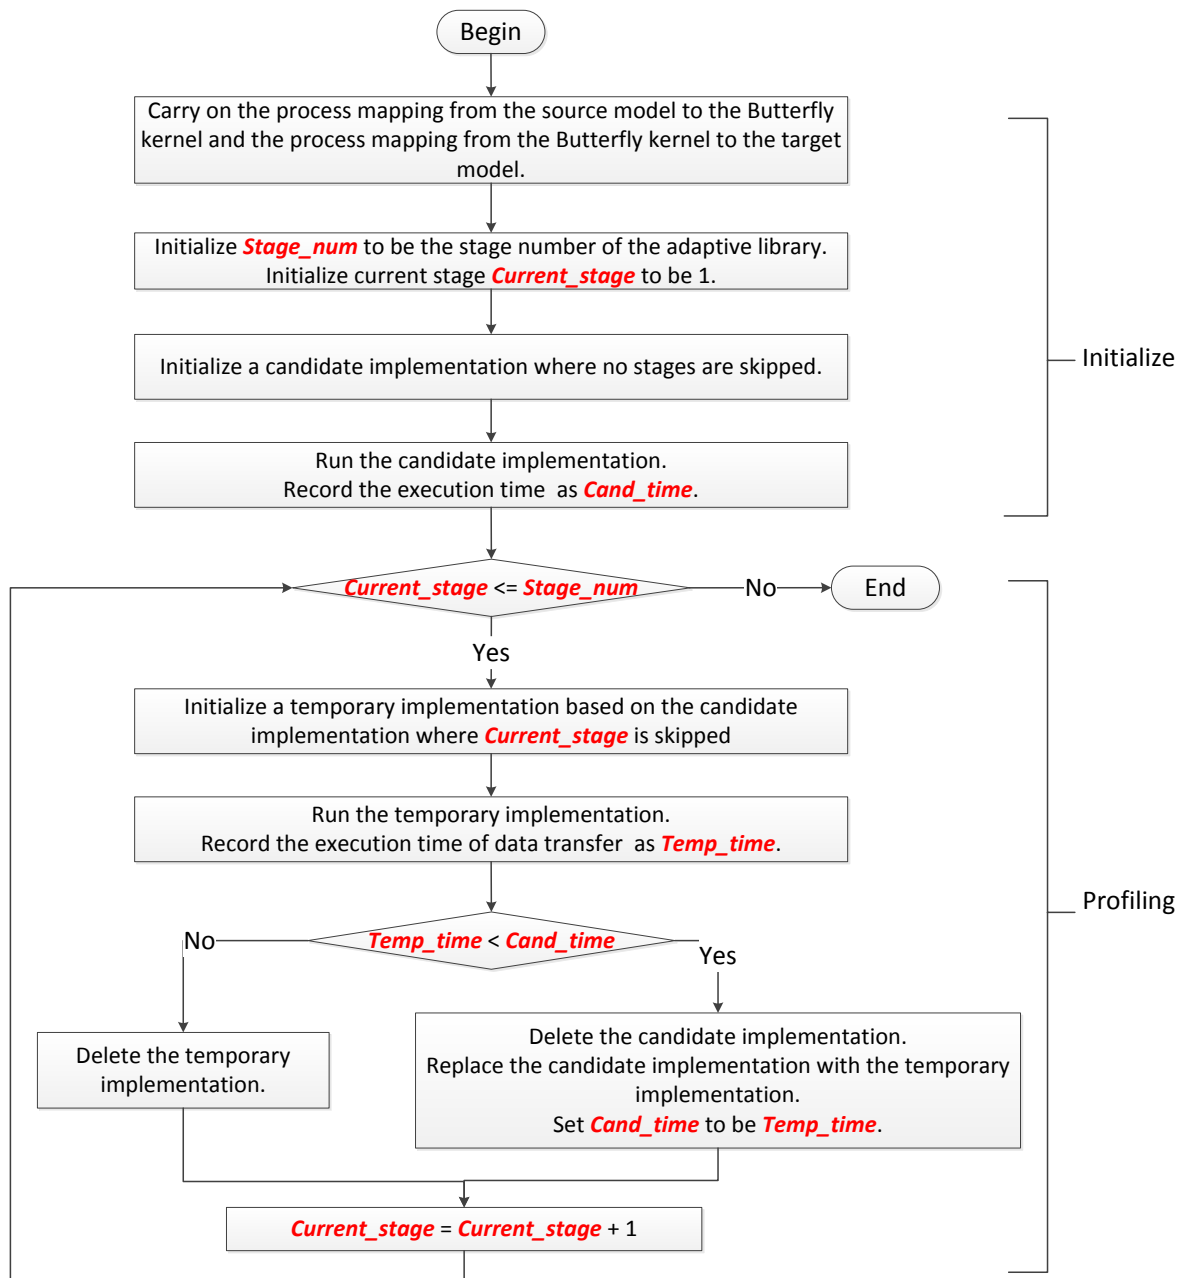 Begin
Carry on the process mapping from the source model to the Butterfly
kernel and the process mapping from the Butterfly kernel to the target
model.
Initialize Stage_num to be the stage number of the adaptive library.
Initialize current stage Current_stage to be 1.
Initialize a candidate implementation where no stages are skipped.
Initialize
Run the candidate implementation.
Record the execution time as Cand_time.
Current_stage <= Stage_num
No
End
Yes
Initialize a temporary implementation based on the candidate
implementation where Current_stage is skipped
Run the temporary implementation.
Record the execution time of data transfer as Temp_time.
Profiling
Temp_time < Cand_time
No
Yes
Delete the temporary
implementation.
Delete the candidate implementation.
Replace the candidate implementation with the temporary
implementation.
Set Cand_time to be Temp_time.
Current_stage = Current_stage + 1